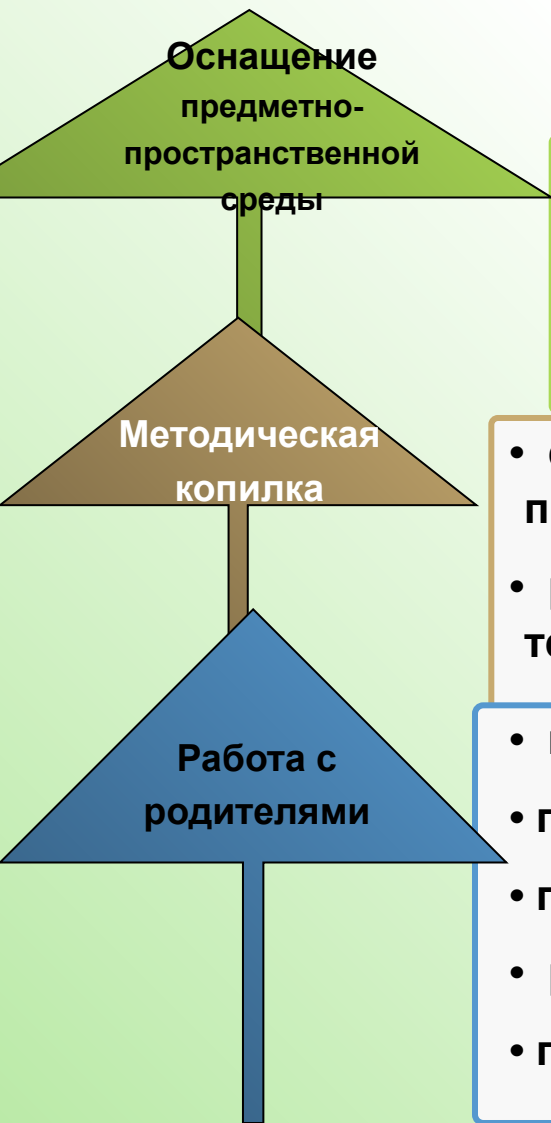 Оснащение
предметно-
пространственной
среды
Методическая
копилка
Работа с
родителями